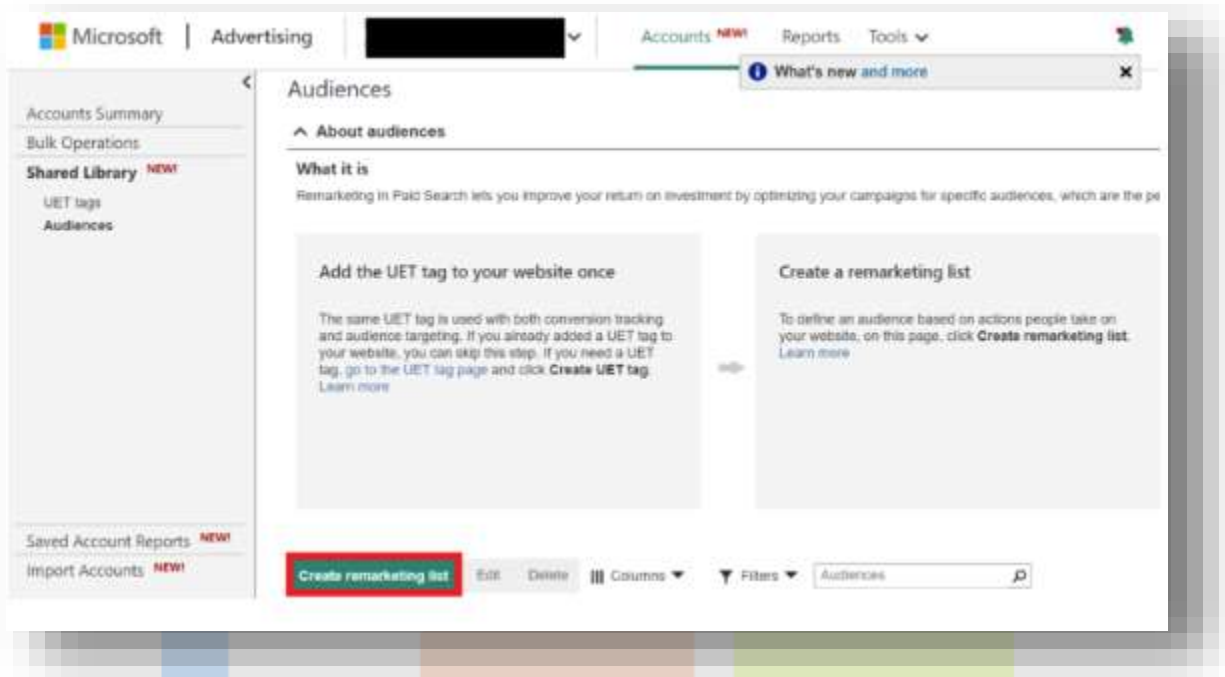 Microsoft | Advertising
Accounts NEW!
Reports
Tools
What's new and more
Accounts Summary
Bulk Operations
Shared Library NEW!
UET tags
Audiences
Saved Account Reports NEW!
Import Accounts NEW!
Audiences
About audiences
What it is
Remarketing in Paid Search lets you improve your return on investment by optimizing your campaigns for specific audiences, which are the pe
Add the UET tag to your website once
The same UET tag is used with both conversion tracking
and audience targeting. If you already added a UET tag to
your website, you can skip this step. If you need a UET
tag, go to the UET tag page and click Create UET tag.
Learn more
Create a remarketing list
To define an audience based on actions people take on
your website, on this page, click Create remarketing list.
Learn more
Create remarketing list
Edit
Delete
Columns
Filters
Audiences